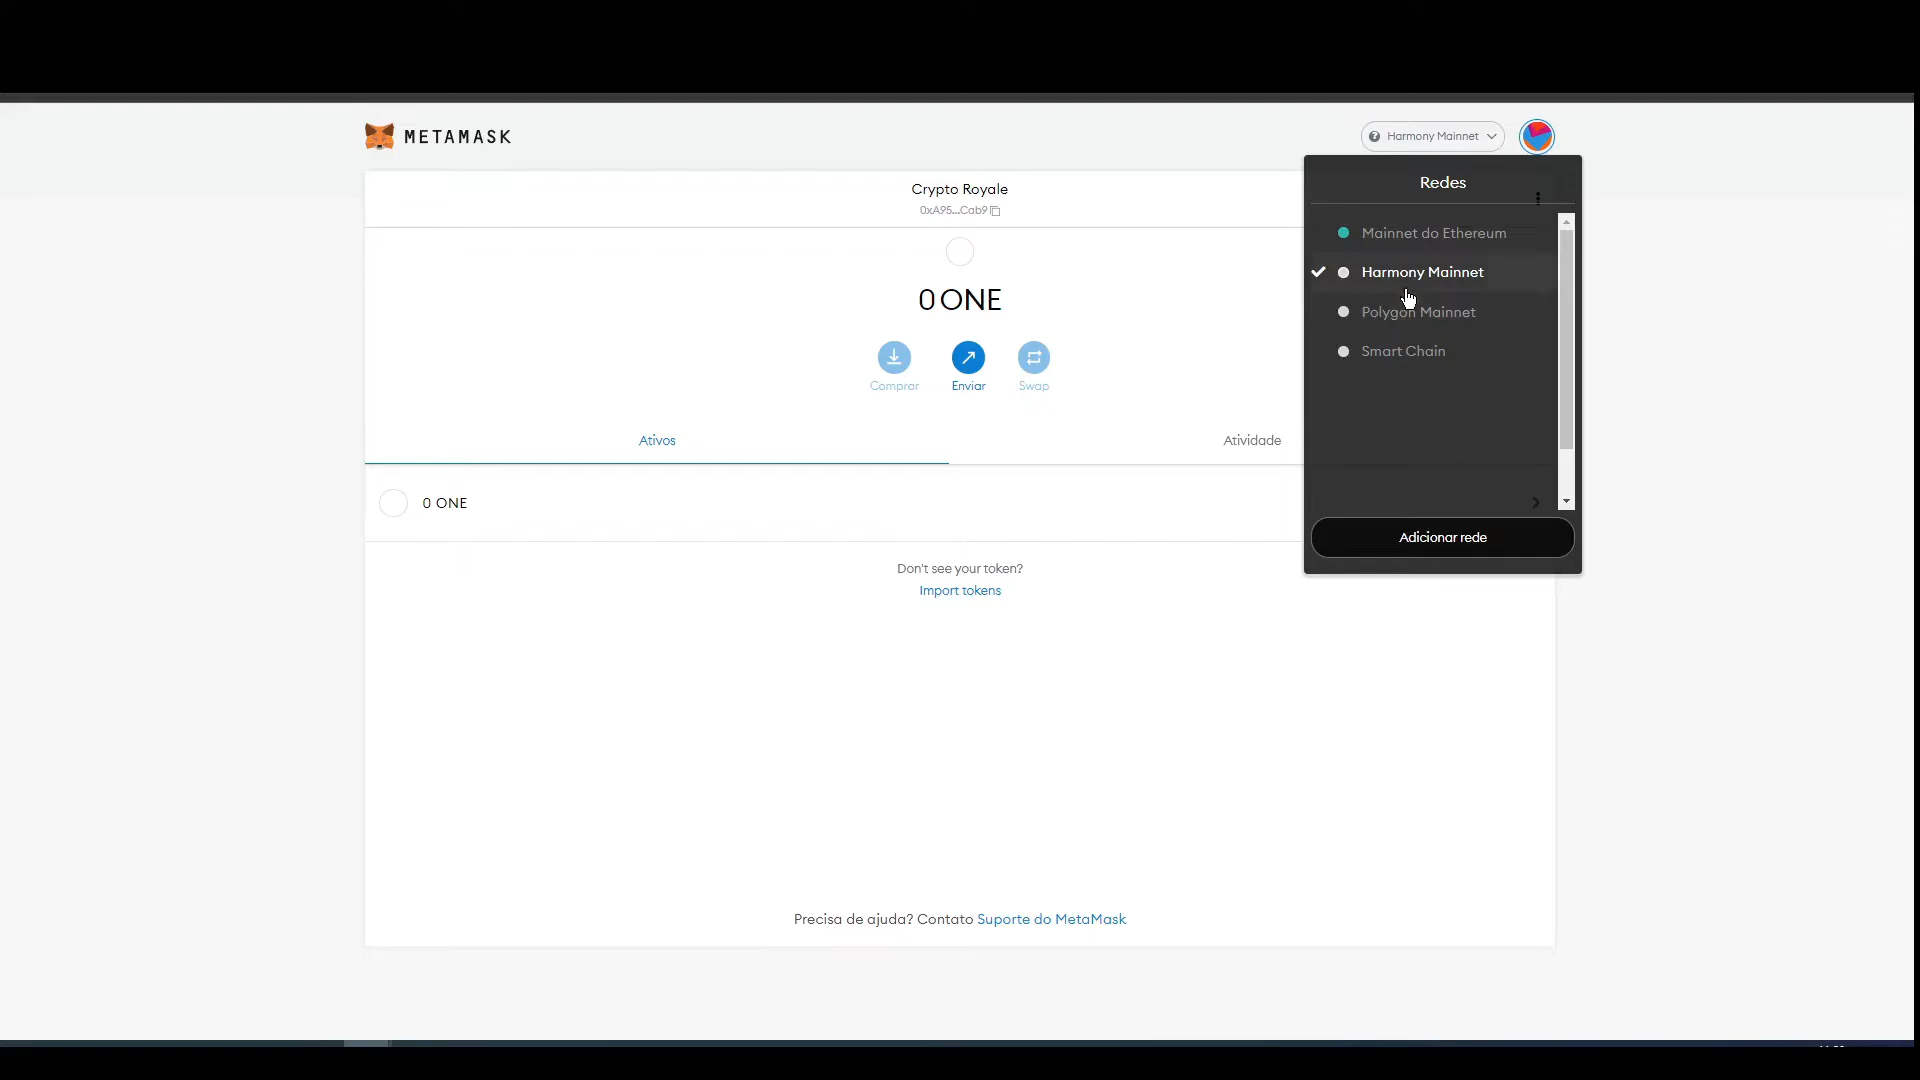 METAMASK
Harmony Mainnet
Crypto Royale
0xA95...Cab9
Redes
Mainnet do Ethereum
Harmony Mainnet
Polygon Mainnet
Smart Chain
Adicionar rede
0 ONE
Comprar
Enviar
Swap
Ativos
Atividade
0 ONE
Don't see your token?
Import tokens
Precisa de ajuda? Contato Suporte do MetaMask